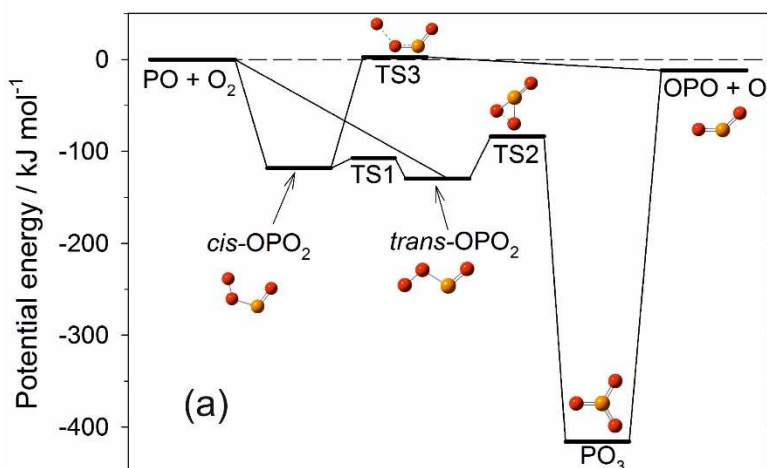 Potential energy / kJ mol⁻¹
0
-100
-200
-300
-400
PO + O₂
TS3
OPO + O
TS2
TS1
cis-OPO₂
trans-OPO₂
(a)
PO₃